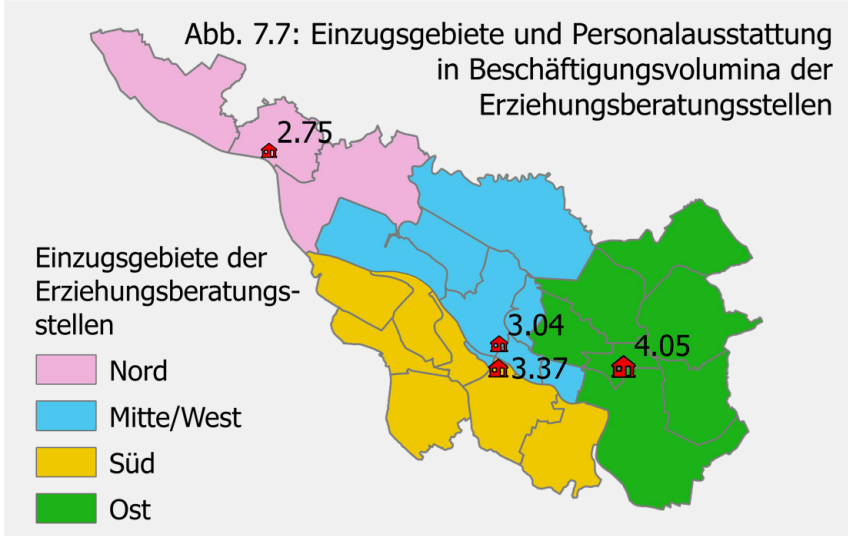 Abb. 7.7: Einzugsgebiete und Personalausstattung
in Beschäftigungsvolumina der
Erziehungsberatungsstellen
2.75
3.04
4.05
3.37
Einzugsgebiete der
Erziehungsberatungs-
stellen
Nord
Mitte/West
Süd
Ost